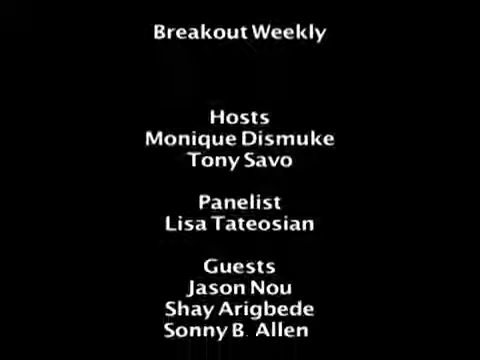 Breakout Weekly
Hosts
Monique Dismuke
Tony Savo
Panelist
Lisa Tateosian
Guests
Jason Nou
Shay Arigbede
Sonny B. Allen